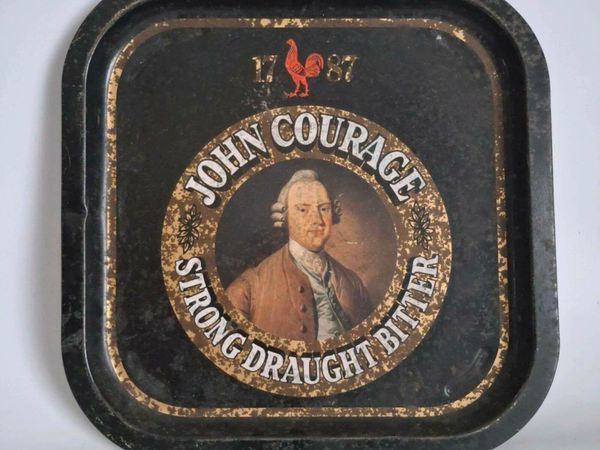 17 87
JOHN COURAGE
STRONG DRAUGHT BITTER